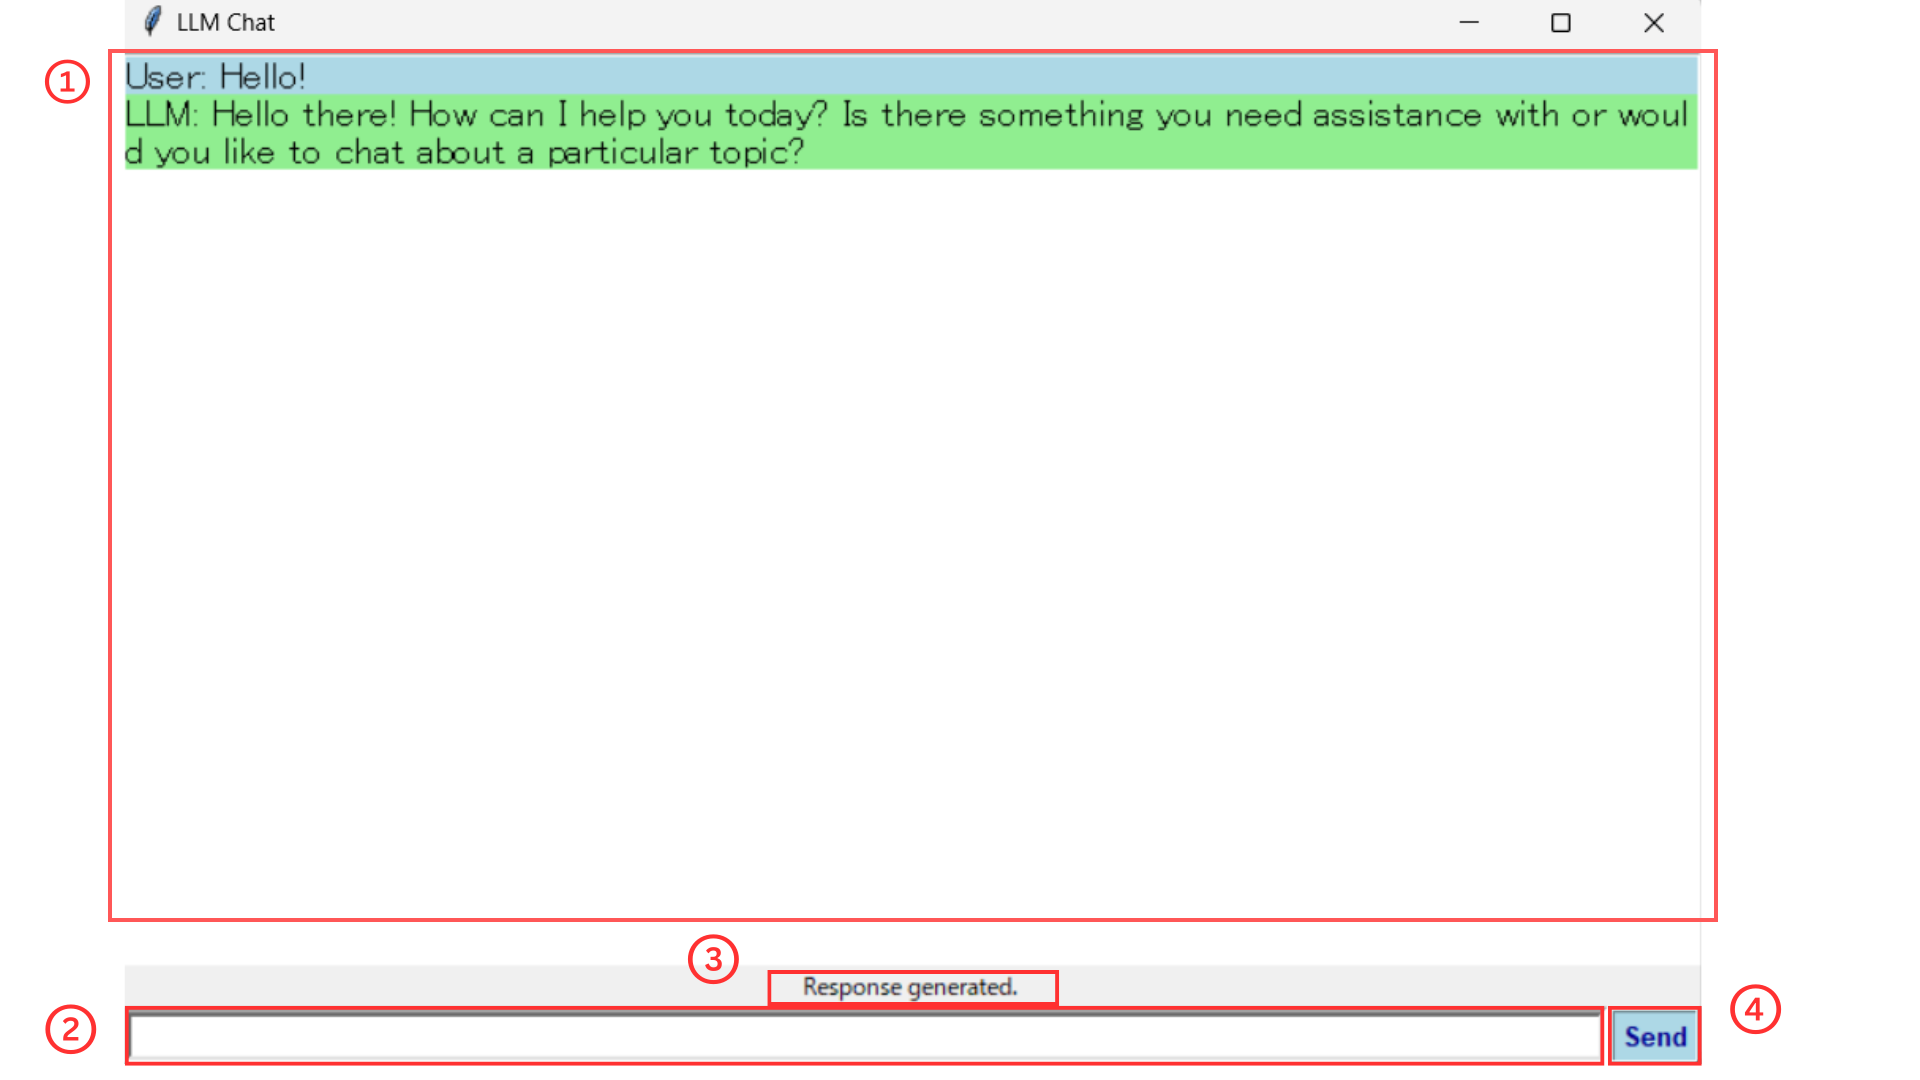 LLM Chat
①
User: Hello!
LLM: Hello there! How can I help you today? Is there something you need assistance with or woul
d you like to chat about a particular topic?
③
Response generated.
②
Send
④